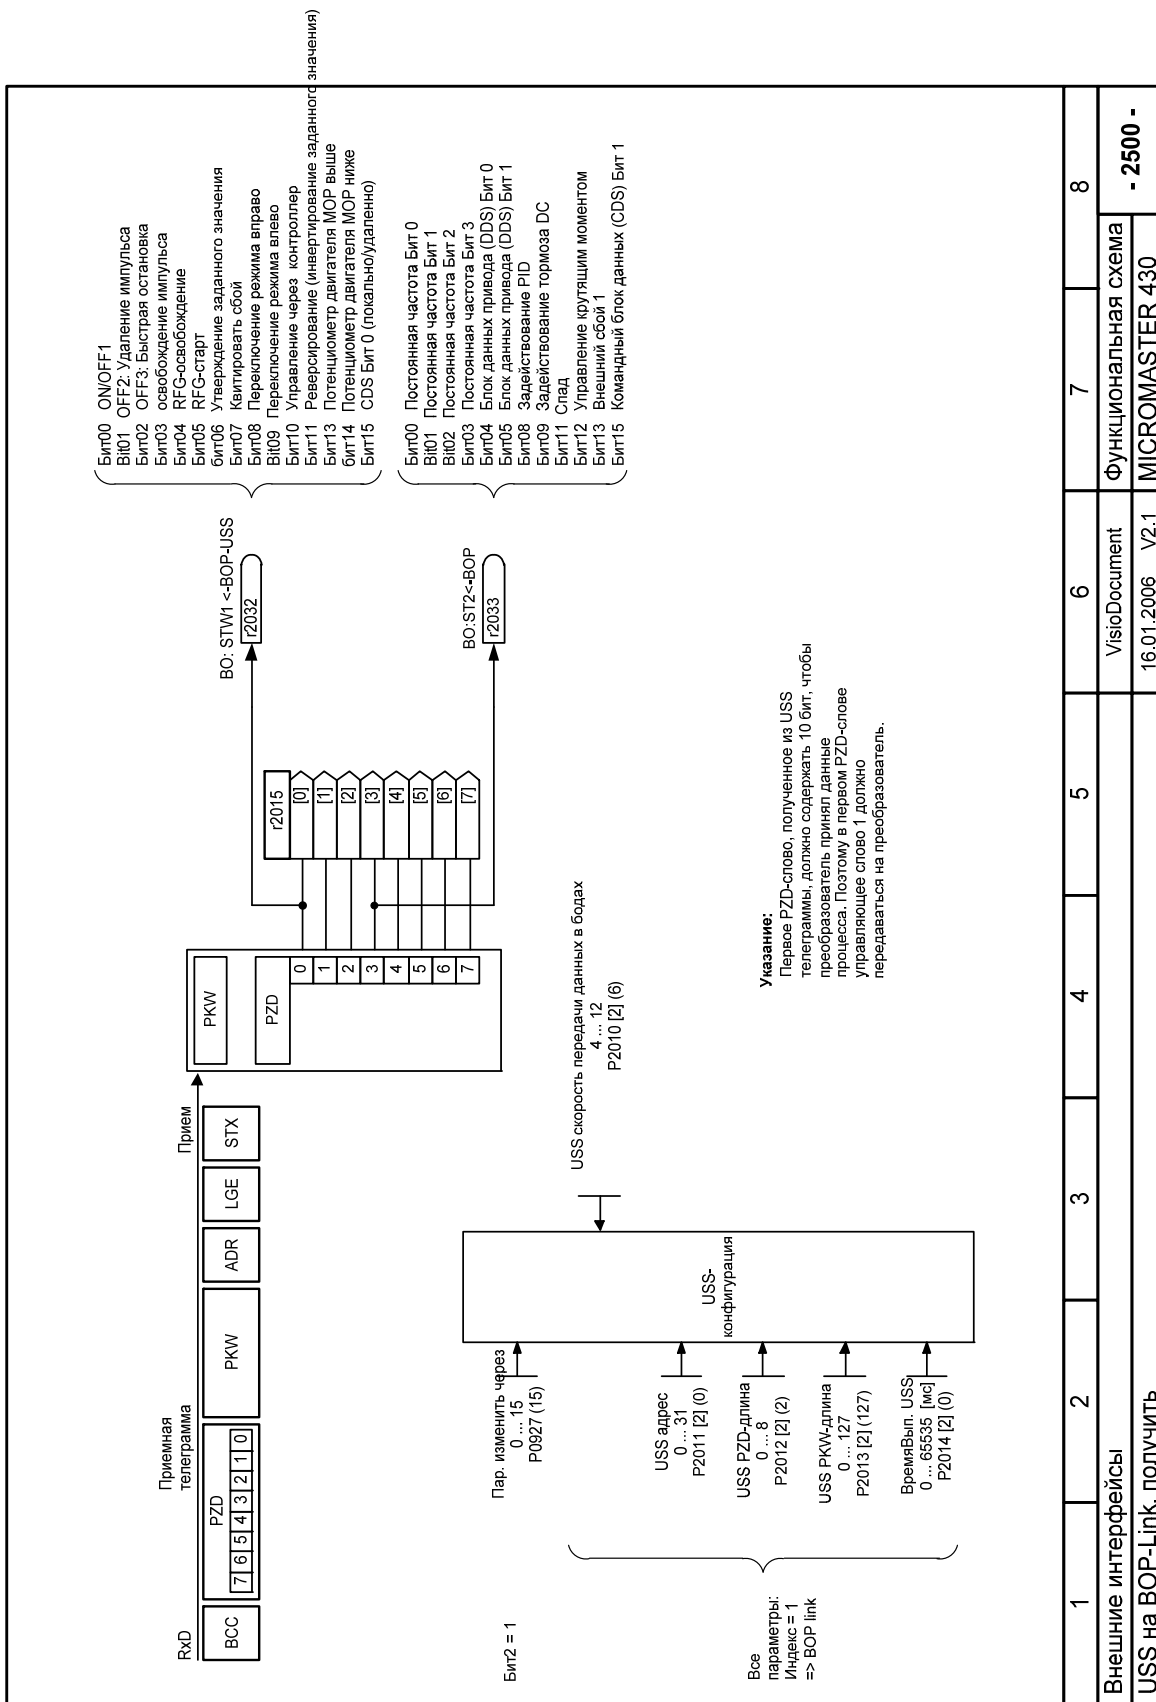 RxD
Приемная
телеграмма
Прием
BCC
PZD
7 6 5 4 3 2 1 0
PKW
ADR
LGE
STX
PKW
PZD
0
1
2
3
4
5
6
7
r2015
[0]
[1]
[2]
[3]
[4]
[5]
[6]
[7]
BO: STW1 <-BOP-USS
r2032
BO:ST2<-BOP
r2033
Бит00 ON/OFF1
Bit01 OFF2: Удаление импульса
Бит02 OFF3: Быстрая остановка
Бит03 освобождение импульса
Бит04 RFG-освобождение
Бит05 RFG-старт
бит06 Утверждение заданного значения
Бит07 Квитировать сбой
Бит08 Переключение режима вправо
Bit09 Переключение режима влево
Бит10 Управление через контроллер
Бит11 Реверсирование (инвертирование заданного значения)
Бит13 Потенциометр двигателя MOP выше
бит14 Потенциометр двигателя MOP ниже
Бит15 CDS Бит 0 (локально/удаленно)
Бит00 Постоянная частота Бит 0
Bit01 Постоянная частота Бит 1
Bit02 Постоянная частота Бит 2
Бит03 Постоянная частота Бит 3
Бит04 Блок данных привода (DDS) Бит 0
Бит05 Блок данных привода (DDS) Бит 1
Бит08 Задействование PID
Бит09 Задействование тормоза DC
Бит11 Спад
Бит12 Управление крутящим моментом
Бит13 Внешний сбой 1
Бит15 Командный блок данных (CDS) Бит 1
Бит2 = 1
Пар. изменить через
0 ... 15
P0927 (15)
USS скорость передачи данных в бодах
4 ... 12
P2010 [2] (6)
USS-
конфигурация
Все
параметры:
Индекс = 1
=> BOP link
USS адрес
0 ... 31
P2011 [2] (0)
USS PZD-длина
0 ... 8
P2012 [2] (2)
USS PKW-длина
0 ... 127
P2013 [2] (127)
ВремяВып. USS
0 ... 65535 [мс]
P2014 [2] (0)
Указание:
Первое PZD-слово, полученное из USS
телеграммы, должно содержать 10 бит, чтобы
преобразователь принял данные
процесса. Поэтому в первом PZD-слове
управляющее слово 1 должно
передаваться на преобразователь.
1 2 3 4 5 6 7 8
Внешние интерфейсы
VisioDocument
Функциональная схема
- 2500 -
USS на BOP-Link, получить
16.01.2006 V2.1
MICROMASTER 430